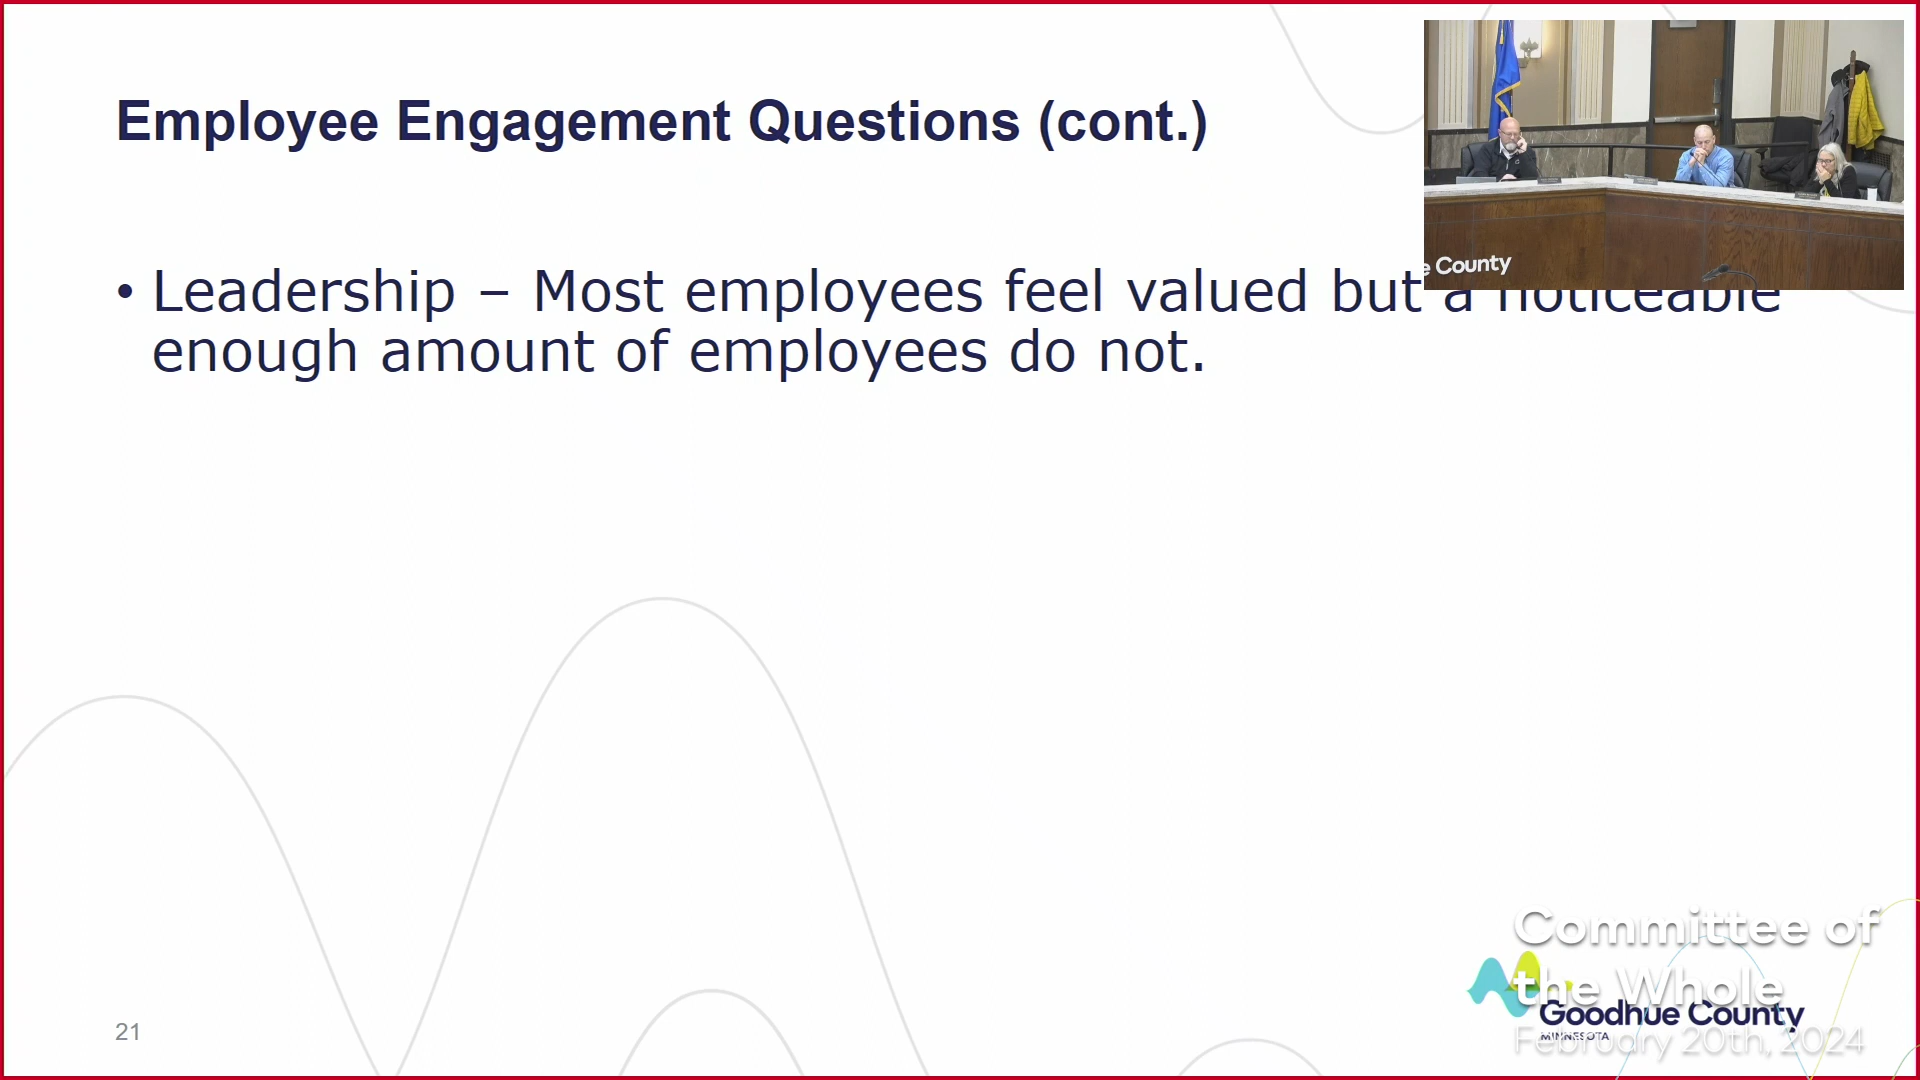 Employee Engagement Questions (cont.)
County
• Leadership – Most employees feel valued but a noticeable
enough amount of employees do not.
Committee of
the Whole
Goodhue County
MINNESOTA
February 20th, 2024
21